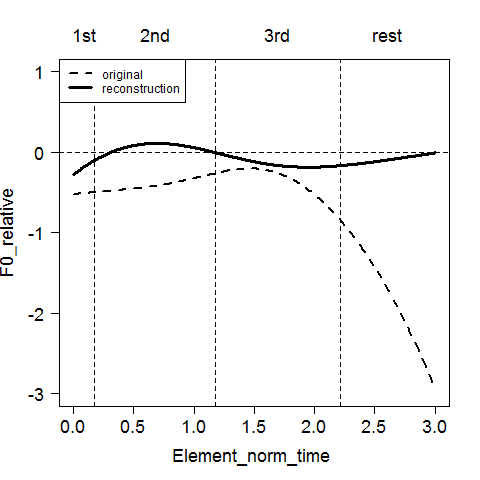 1st 2nd 3rd rest
original
reconstruction
1
0
-1
-2
-3
F0_relative
0.0 0.5 1.0 1.5 2.0 2.5 3.0
Element_norm_time